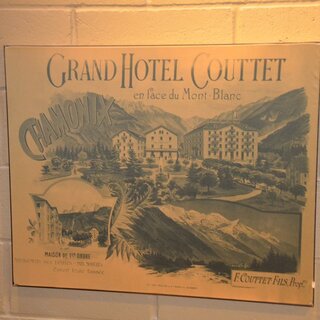 GRAND HOTEL COUTTET
en face du Mont-Blanc
CHAMONIX
MAISON DE 1er ORDRE
F. COUTTET FILS, Propre